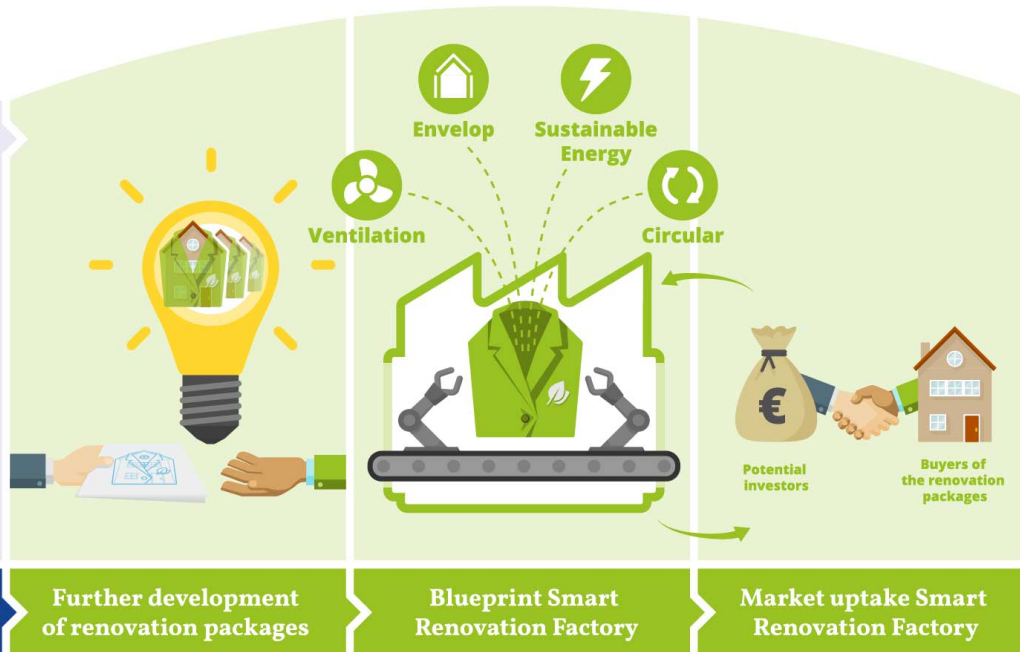 Envelop
Sustainable
Energy
Ventilation
Circular
€
Potential
investors
Buyers of
the renovation
packages
Further development
of renovation packages
Blueprint Smart
Renovation Factory
Market uptake Smart
Renovation Factory